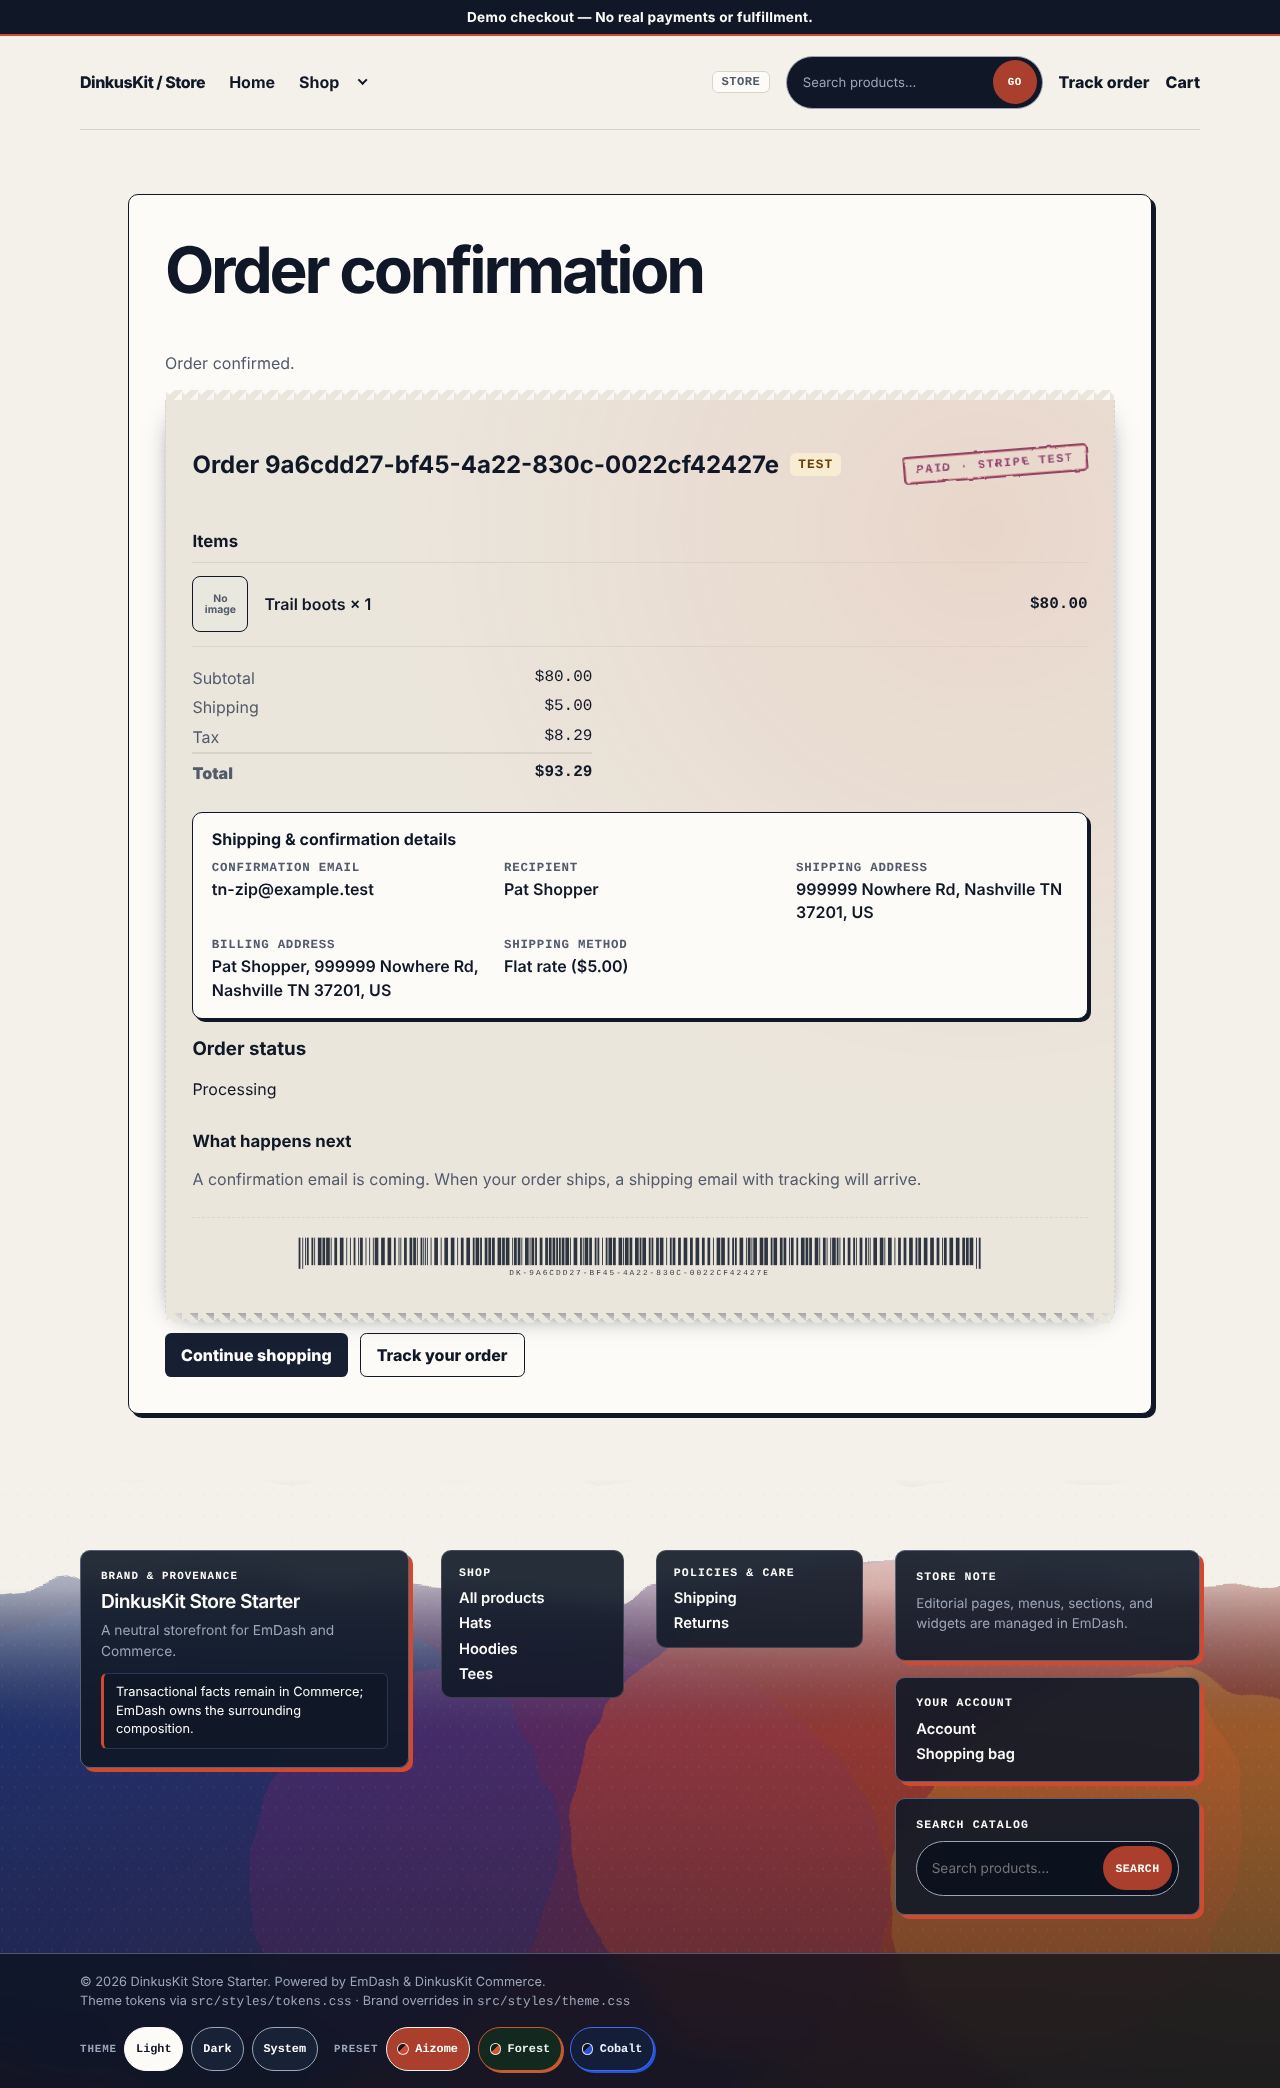 Demo checkout — No real payments or fulfillment.
DinkusKit / Store Home Shop STORE Search products... GO Track order Cart
Order confirmation
Order confirmed.
Order 9a6cdd27-bf45-4a22-830c-0022cf42427e TEST PAID · STRIPE TEST
Items
No image Trail boots × 1 $80.00
Subtotal $80.00
Shipping $5.00
Tax $8.29
Total $93.29
Shipping & confirmation details
CONFIRMATION EMAIL
tn-zip@example.test
RECIPIENT
Pat Shopper
SHIPPING ADDRESS
999999 Nowhere Rd, Nashville TN
37201, US
BILLING ADDRESS
Pat Shopper, 999999 Nowhere Rd,
Nashville TN 37201, US
SHIPPING METHOD
Flat rate ($5.00)
Order status
Processing
What happens next
A confirmation email is coming. When your order ships, a shipping email with tracking will arrive.
DK-9A6CDD27-BF45-4A22-830C-0022CF42427E
Continue shopping Track your order
BRAND & PROVENANCE
DinkusKit Store Starter
A neutral storefront for EmDash and
Commerce.
Transactional facts remain in Commerce;
EmDash owns the surrounding
composition.
SHOP
All products
Hats
Hoodies
Tees
POLICIES & CARE
Shipping
Returns
STORE NOTE
Editorial pages, menus, sections, and
widgets are managed in EmDash.
YOUR ACCOUNT
Account
Shopping bag
SEARCH CATALOG
Search products... SEARCH
© 2026 DinkusKit Store Starter. Powered by EmDash & DinkusKit Commerce.
Theme tokens via src/styles/tokens.css · Brand overrides in src/styles/theme.css
THEME Light Dark System PRESET Aizome Forest Cobalt